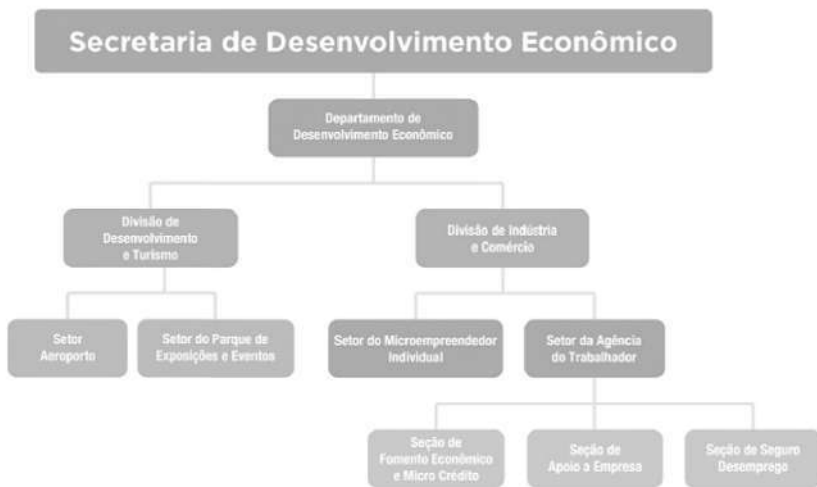 Secretaria de Desenvolvimento Econômico
Departamento de
Desenvolvimento Econômico
Divisão de
Desenvolvimento
e Turismo
Divisão de Indústria
e Comércio
Setor
Aeroporto
Setor do Parque de
Exposições e Eventos
Setor do Microempreendedor
Individual
Setor da Agência
do Trabalhador
Seção de
Fomento Econômico
e Micro Crédito
Seção de
Apoio a Empresa
Seção de Seguro
Desemprego